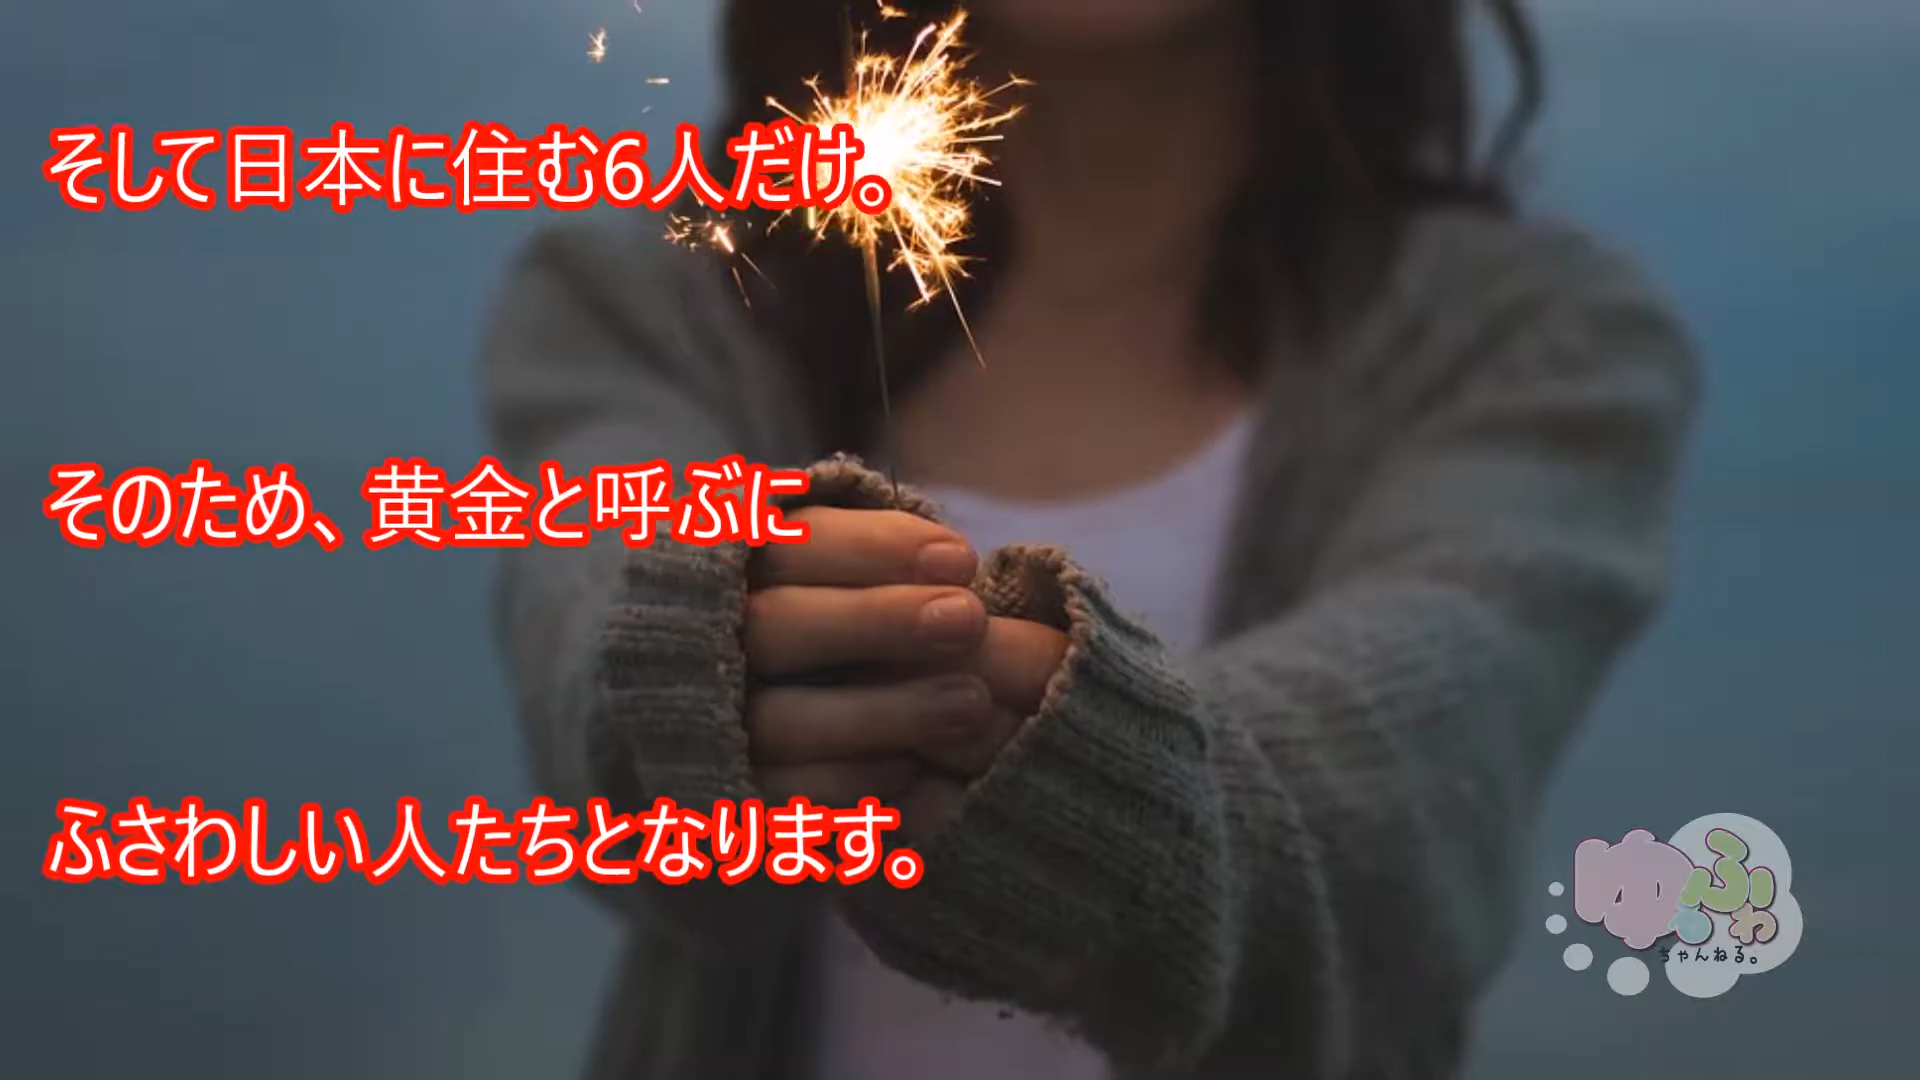 そして日本に住む6人だけ。
そのため、黄金と呼ぶに
ふさわしい人たちとなります。
ゆるふわ
ちゃんねる。